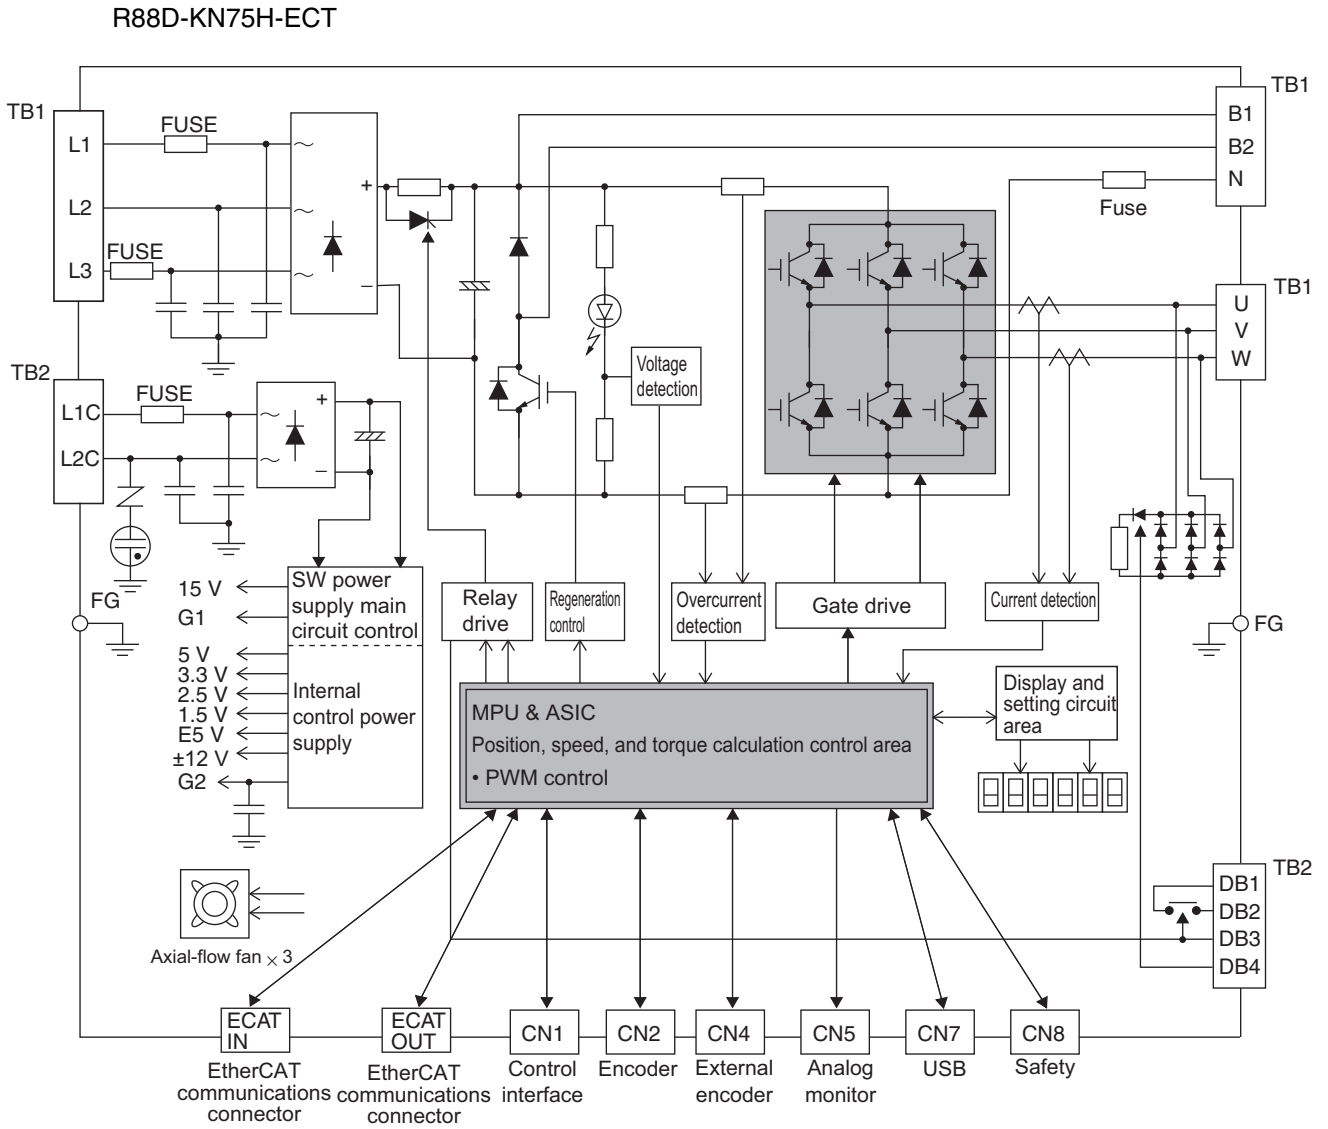 R88D-KN75H-ECT
TB1
L1
L2
L3
FUSE
FUSE
+
−
TB1
B1
B2
N
Fuse
TB1
U
V
W
TB2
L1C
L2C
FUSE
+
−
Voltage
detection
FG
15 V
G1
5 V
3.3 V
2.5 V
1.5 V
E5 V
±12 V
G2
SW power
supply main
circuit control
Internal
control power
supply
Relay
drive
Regeneration
control
Overcurrent
detection
Gate drive
Current detection
FG
MPU & ASIC
Position, speed, and torque calculation control area
• PWM control
Display and
setting circuit
area
Axial-flow fan × 3
TB2
DB1
DB2
DB3
DB4
ECAT
IN
EtherCAT
communications
connector
ECAT
OUT
EtherCAT
communications
connector
CN1
Control
interface
CN2
Encoder
CN4
External
encoder
CN5
Analog
monitor
CN7
USB
CN8
Safety